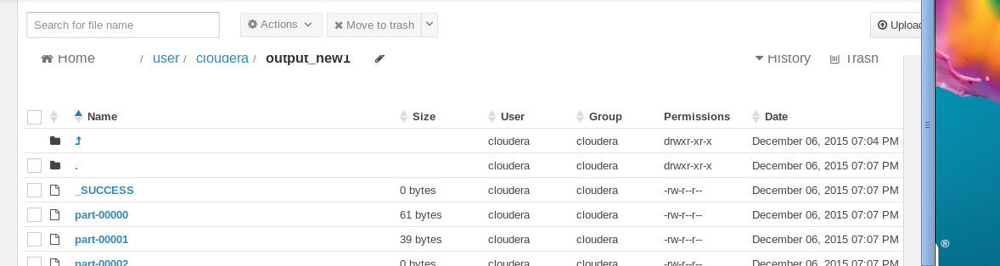 Search for file name Actions Move to trash Upload
Home / user / cloudera / output_new1 History Trash
Name Size User Group Permissions Date
cloudera cloudera drwxr-xr-x December 06, 2015 07:04 PM
. cloudera cloudera drwxr-xr-x December 06, 2015 07:07 PM
_SUCCESS 0 bytes cloudera cloudera -rw-r--r-- December 06, 2015 07:07 PM
part-00000 61 bytes cloudera cloudera -rw-r--r-- December 06, 2015 07:07 PM
part-00001 39 bytes cloudera cloudera -rw-r--r-- December 06, 2015 07:07 PM
®
part-00002 0 bytes cloudera cloudera -rw-r--r-- December 06, 2015 07:07 PM